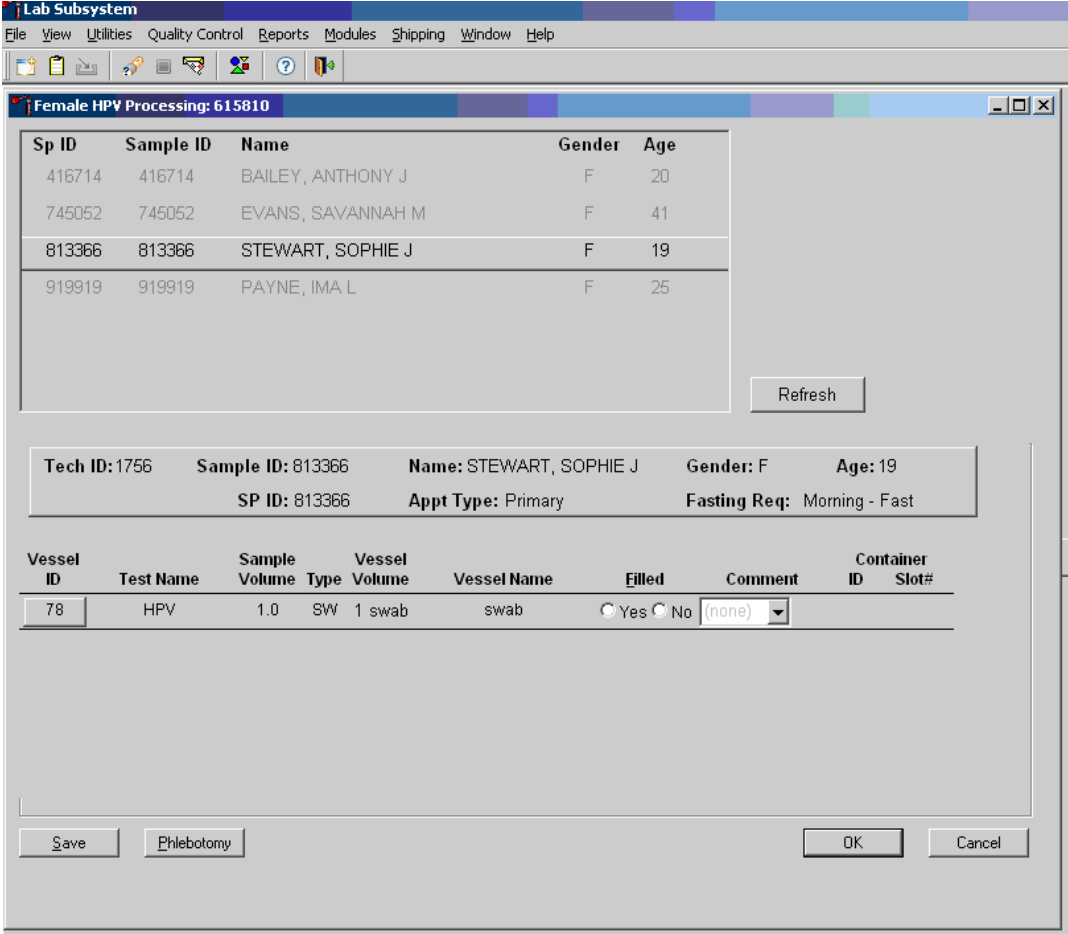 Lab Subsystem
File View Utilities Quality Control Reports Modules Shipping Window Help
Female HPV Processing: 615810
Sp ID Sample ID Name Gender Age
416714 416714 BAILEY, ANTHONY J F 20
745052 745052 EVANS, SAVANNAH M F 41
813366 813366 STEWART, SOPHIE J F 19
919919 919919 PAYNE, IMA L F 25
Refresh
Tech ID: 1756 Sample ID: 813366 Name: STEWART, SOPHIE J Gender: F Age: 19
SP ID: 813366 Appt Type: Primary Fasting Req: Morning - Fast
Vessel Sample Vessel Container
ID Test Name Volume Type Volume Vessel Name Filled Comment ID Slot#
78 HPV 1.0 SW 1 swab swab Yes No (none)
Save Phlebotomy OK Cancel